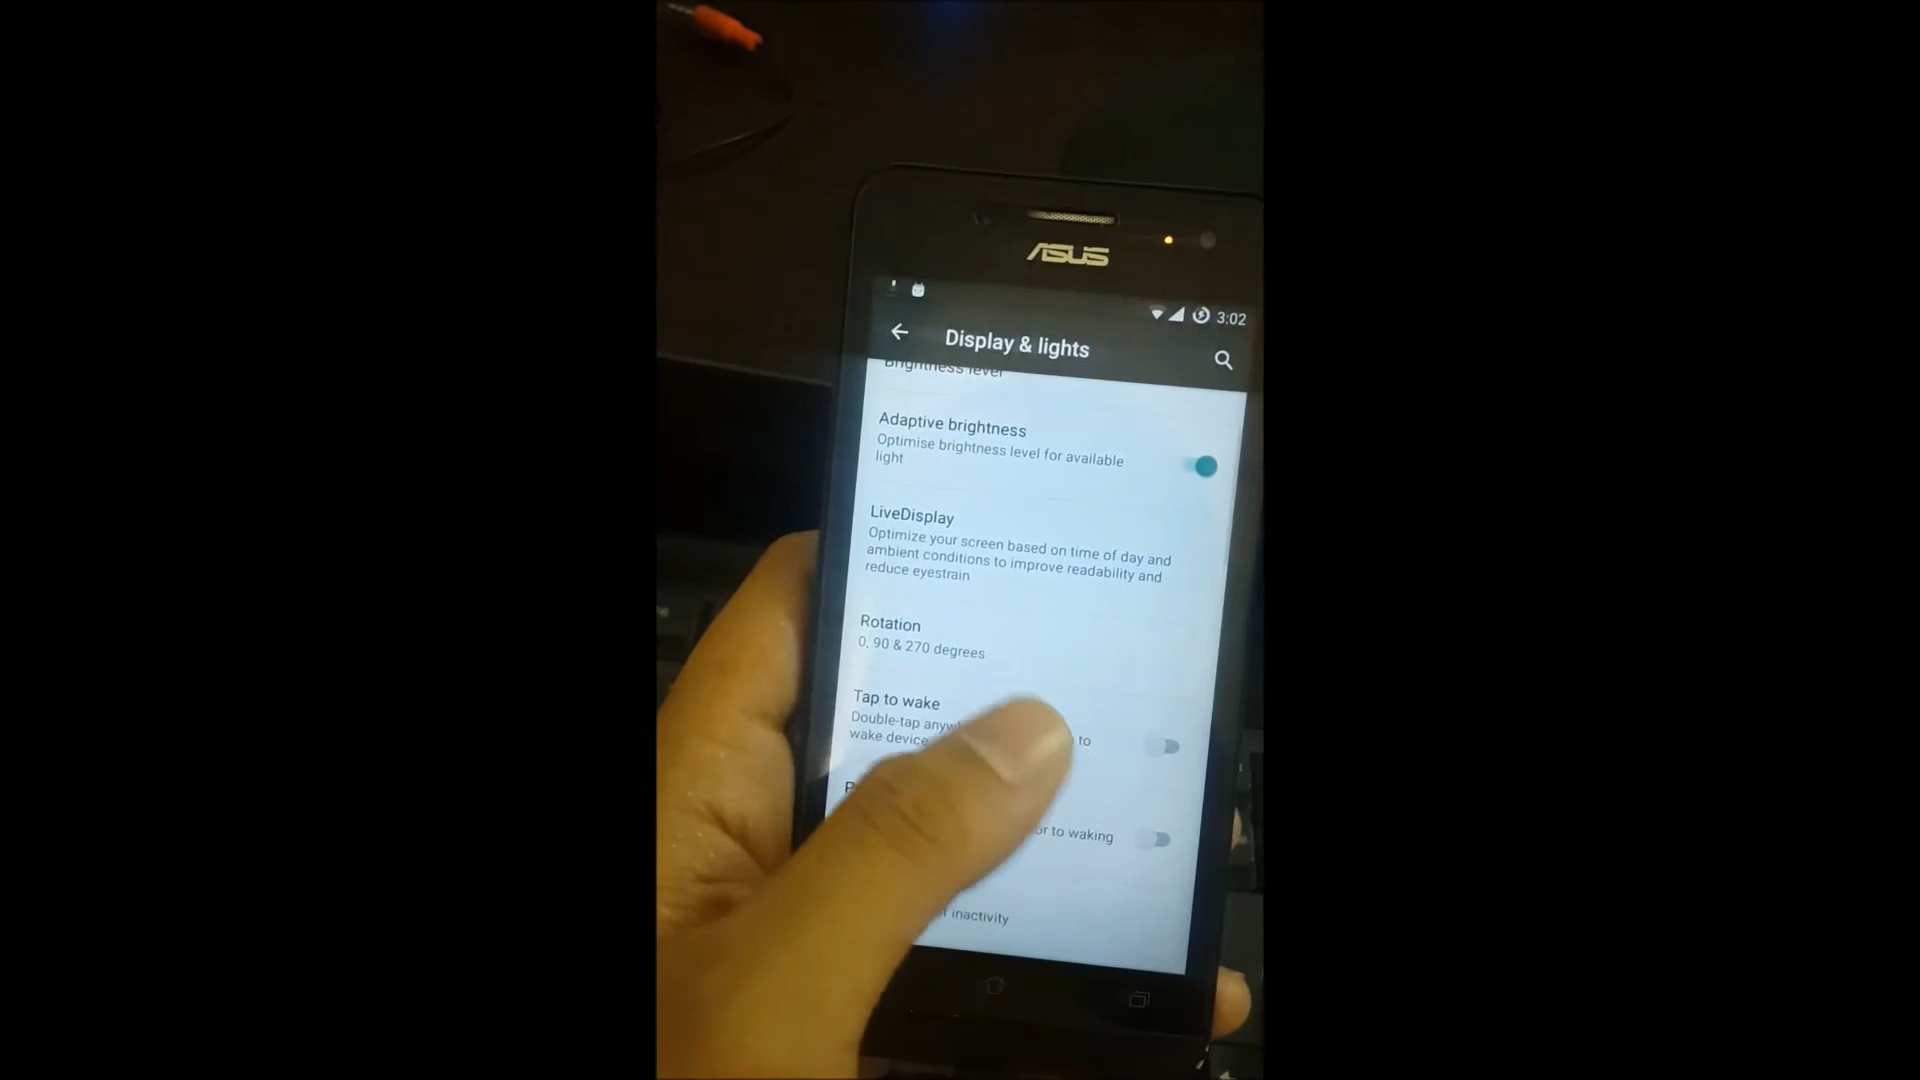 ASUS
3:02
Display & lights
Brightness level
Adaptive brightness
Optimise brightness level for available
light
LiveDisplay
Optimize your screen based on time of day and
ambient conditions to improve readability and
reduce eyestrain
Rotation
0, 90 & 270 degrees
Tap to wake
Double-tap to
wake device
to waking
inactivity